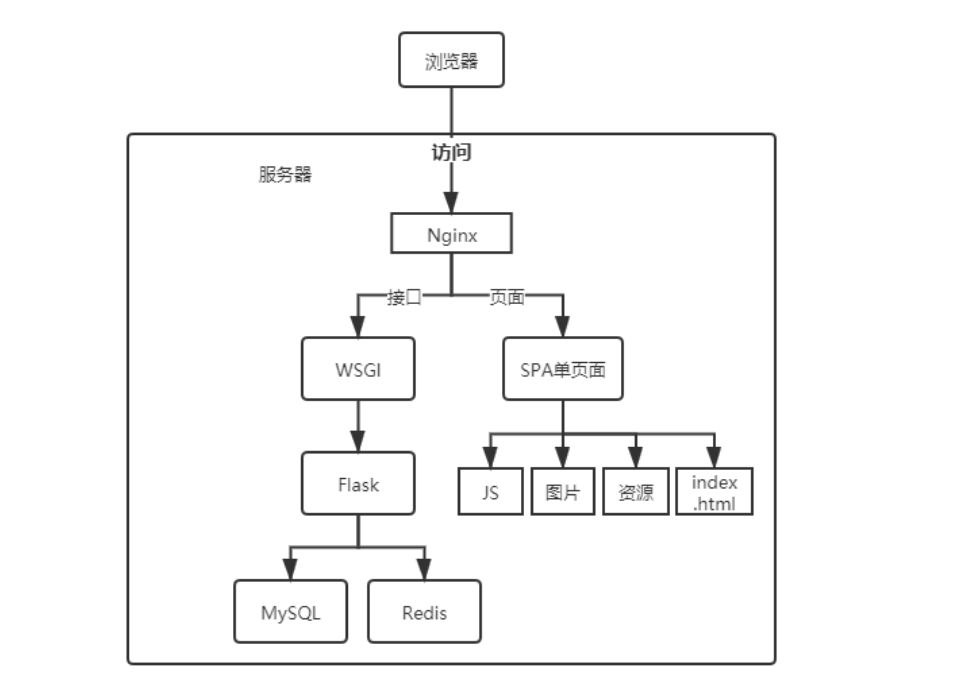 浏览器
访问
服务器
Nginx
接口
页面
WSGI
SPA单页面
Flask
JS
图片
资源
index
.html
MySQL
Redis